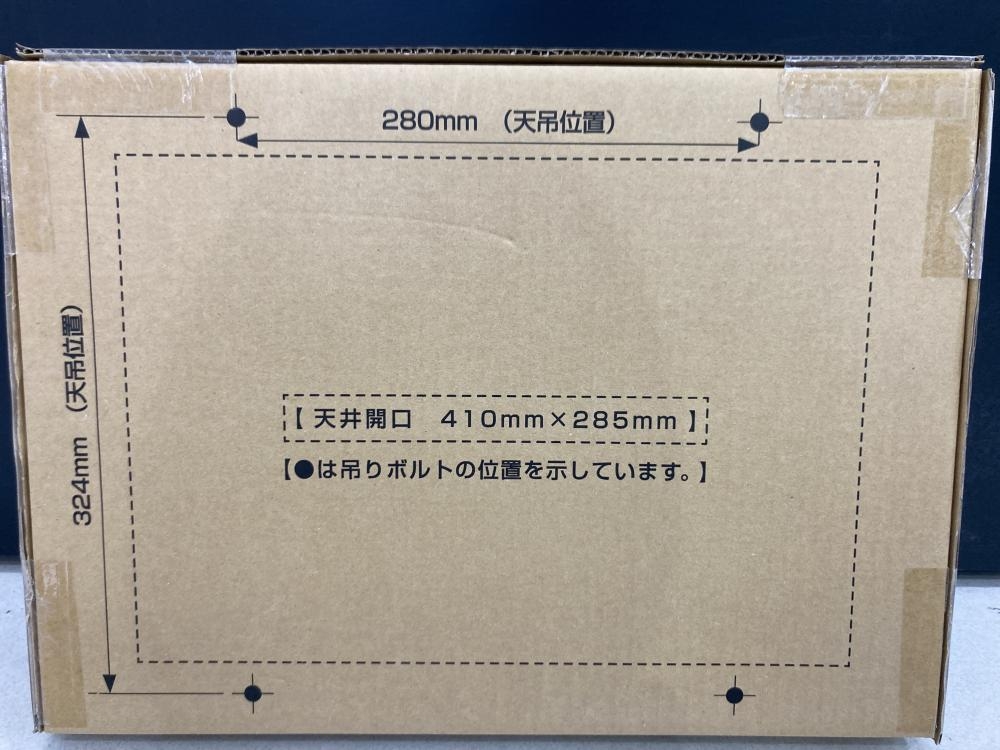 280mm （天吊位置）
324mm （天吊位置）
【 天井開口　410mm×285mm 】
【●は吊りボルトの位置を示しています。】